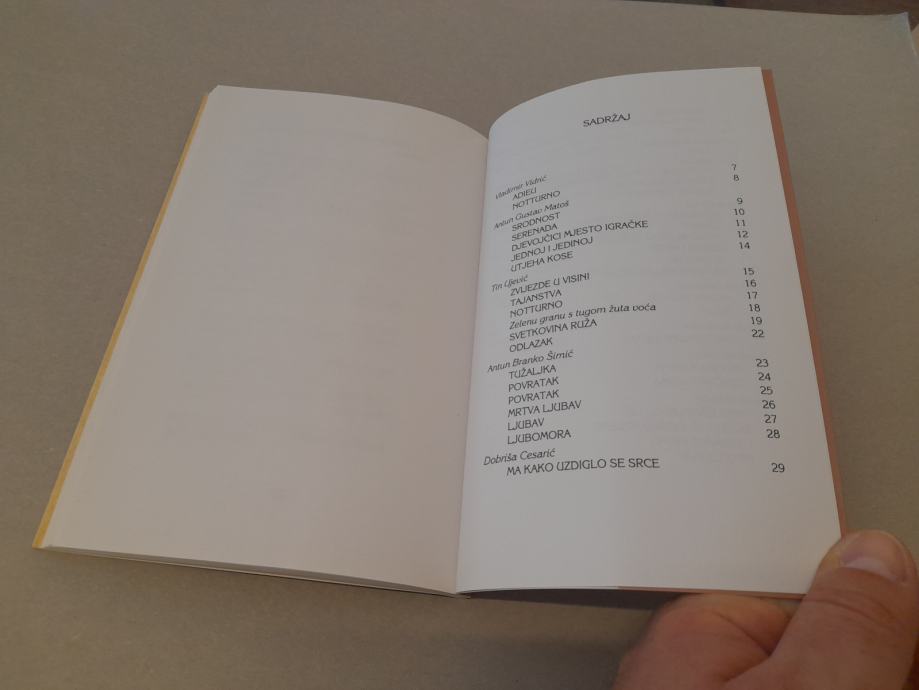 SADRŽAJ
Vladimir Vidrić
ADIEU 7
NOTTURNO 8
Antun Gustav Matoš
SRODNOST 9
SERENADA 10
DJEVOJČICI MJESTO IGRAČKE 11
JEDNOJ I JEDINOJ 12
UTJEHA KOSE 14
Tin Ujević
ZVIJEZDE U VISINI 15
TAJANSTVA 16
NOTTURNO 17
Zelenu granu s tugom žuta voća 18
SVETKOVINA RUŽA 19
ODLAZAK 22
Antun Branko Šimić
TUŽALJKA 23
POVRATAK 24
POVRATAK 25
MRTVA LJUBAV 26
LJUBAV 27
LJUBOMORA 28
Dobriša Cesarić
MA KAKO UZDIGLO SE SRCE 29